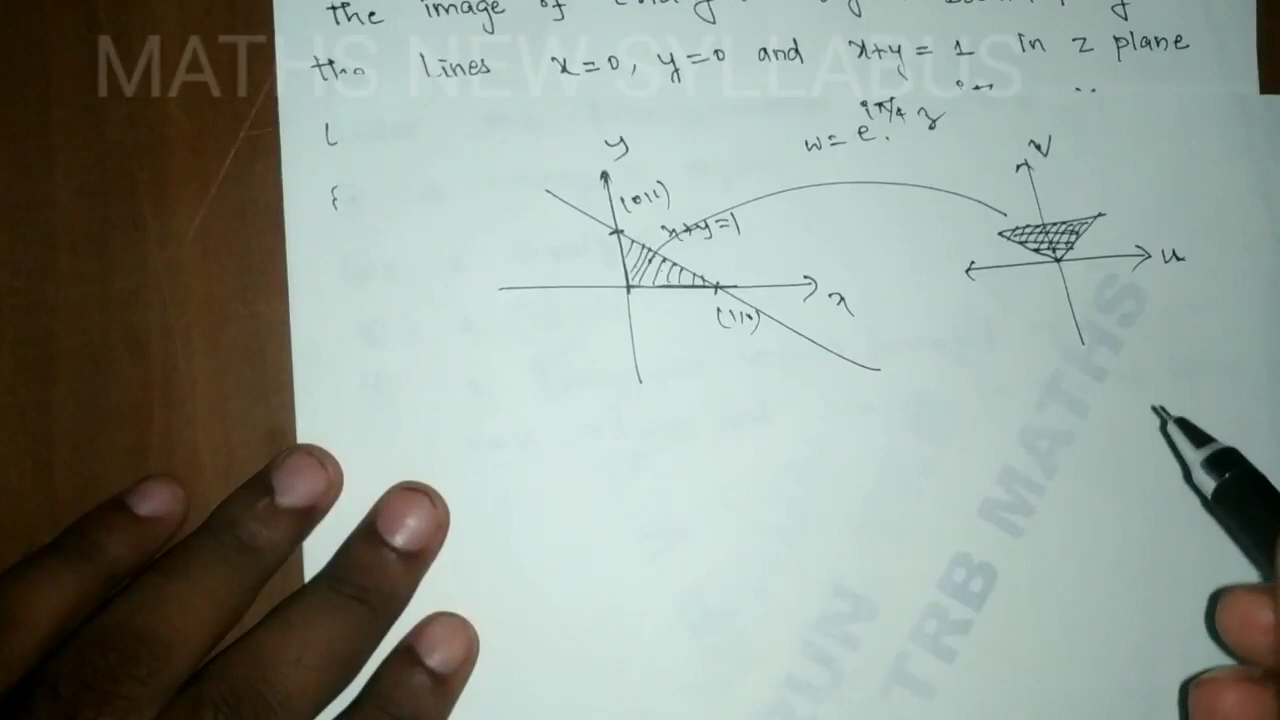 the image of
the lines x=0, y=0 and x+y = 1 in z plane
MATHS NEW SYLLABUS
w = e^{iπ/4} z
y
(0,1)
x+y=1
x
(1,0)
v
u
TRB MATHS